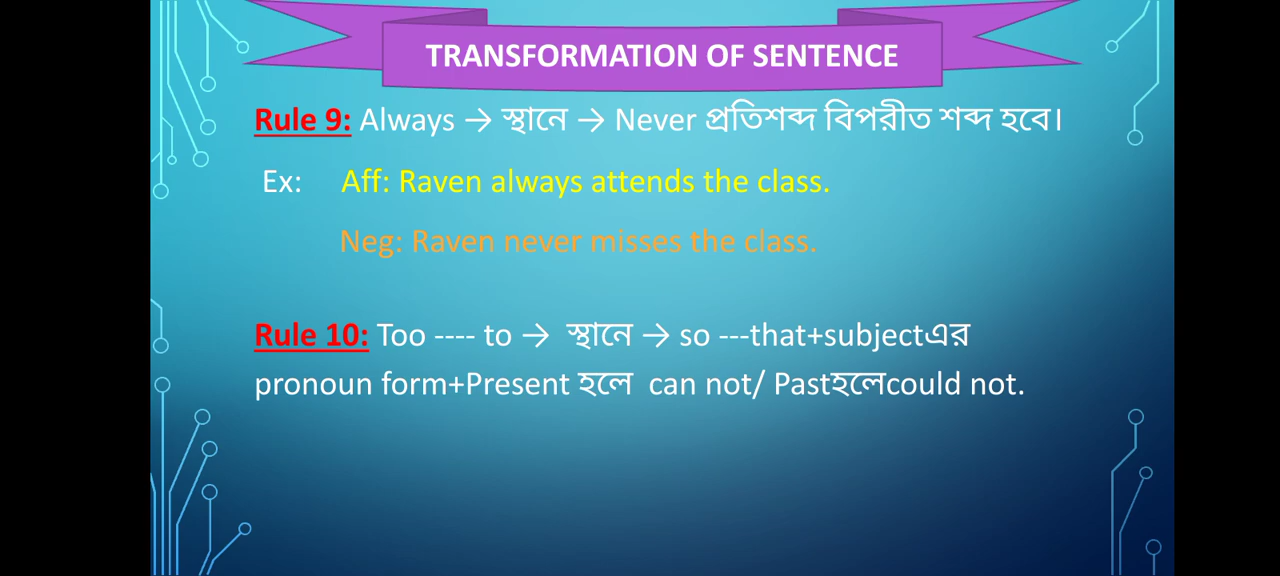 TRANSFORMATION OF SENTENCE
Rule 9: Always → স্থানে → Never প্রতিশব্দ বিপরীত শব্দ হবে।
Ex: Aff: Raven always attends the class.
Neg: Raven never misses the class.
Rule 10: Too ---- to → স্থানে → so ---that+subjectএর
pronoun form+Present হলে can not/ Pastহলেcould not.